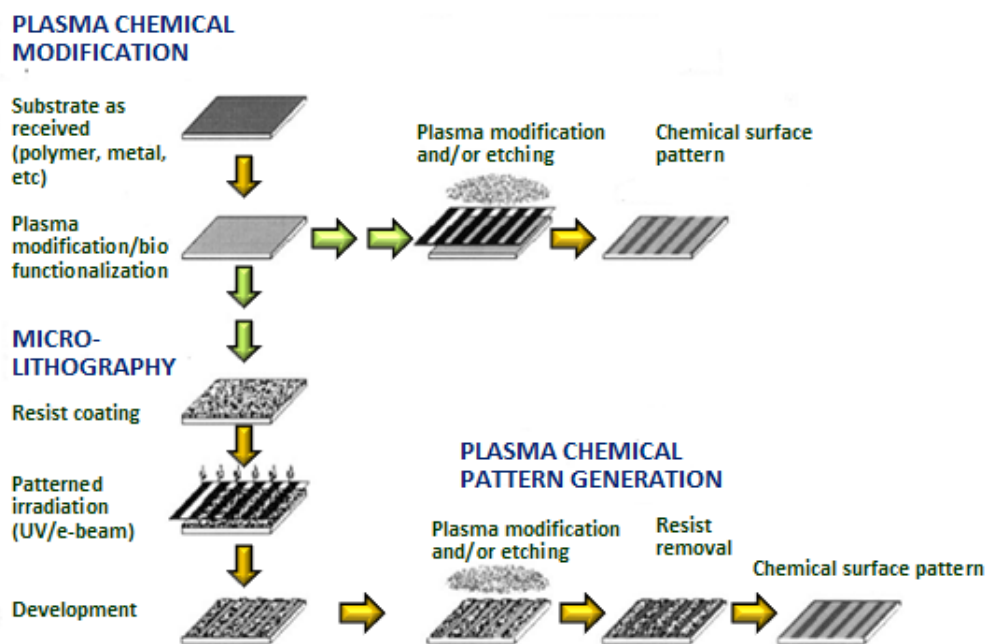 PLASMA CHEMICAL
MODIFICATION
Substrate as
received
(polymer, metal,
etc)
Plasma modification
and/or etching
Chemical surface
pattern
Plasma
modification/bio
functionalization
MICRO-
LITHOGRAPHY
Resist coating
Patterned
irradiation
(UV/e-beam)
Development
PLASMA CHEMICAL
PATTERN GENERATION
Plasma modification
and/or etching
Resist
removal
Chemical surface pattern